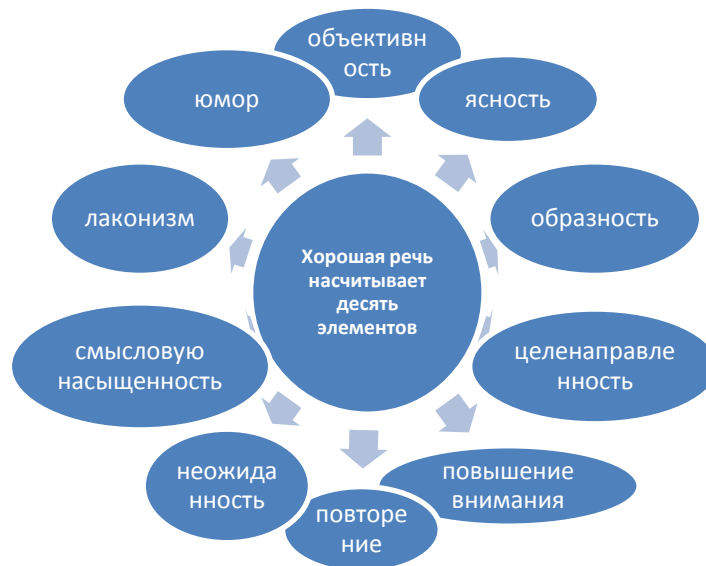 объективн
ость
ясность
образность
целенаправле
нность
повышение
внимания
повторе
ние
неожида
нность
смысловую
насыщенность
лаконизм
юмор
Хорошая речь
насчитывает
десять
элементов